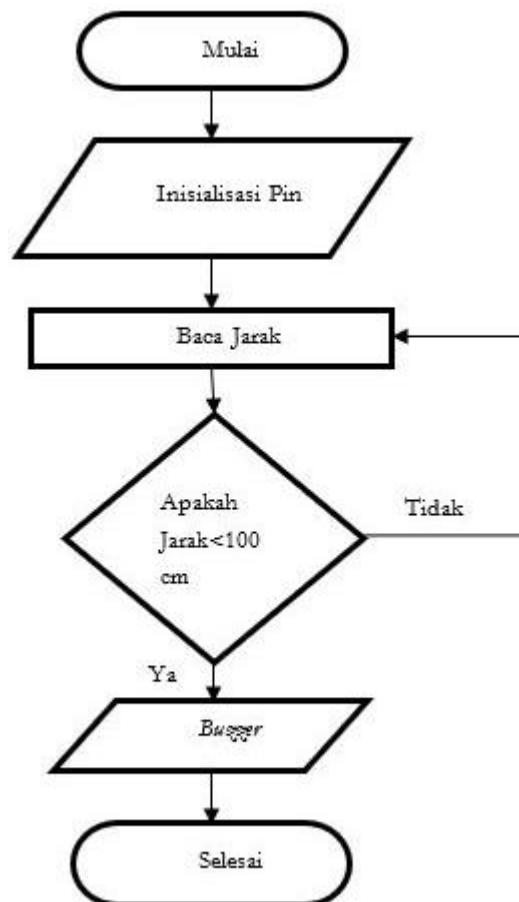 Mulai
Inisialisasi Pin
Baca Jarak
Apakah
Jarak<100
cm
Tidak
Ya
Buzzer
Selesai